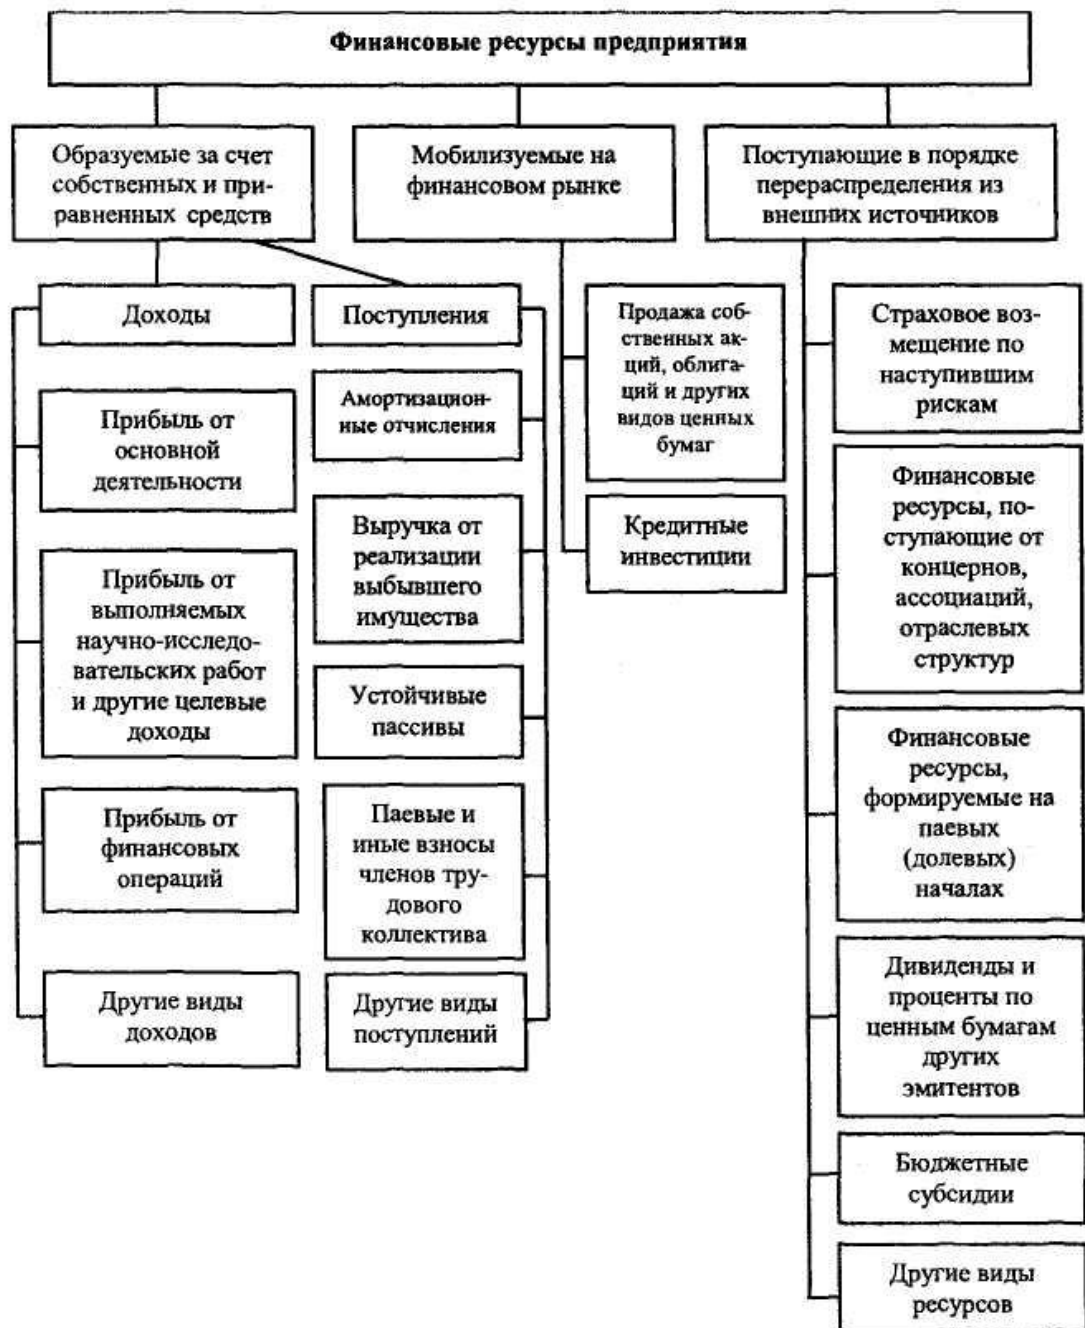 Финансовые ресурсы предприятия
Образуемые за счет
собственных и при-
равненных средств
Мобилизуемые на
финансовом рынке
Поступающие в порядке
перераспределения из
внешних источников
Доходы
Прибыль от
основной
деятельности
Прибыль от
выполняемых
научно-исследо-
вательских работ
и другие целевые
доходы
Прибыль от
финансовых
операций
Другие виды
доходов
Поступления
Амортизацион-
ные отчисления
Выручка от
реализации
выбывшего
имущества
Устойчивые
пассивы
Паевые и
иные взносы
членов тру-
дового
коллектива
Другие виды
поступлений
Продажа соб-
ственных ак-
ций, облига-
ций и других
видов ценных
бумаг
Кредитные
инвестиции
Страховое воз-
мещение по
наступившим
рискам
Финансовые
ресурсы, по-
ступающие от
концернов,
ассоциаций,
отраслевых
структур
Финансовые
ресурсы,
формируемые на
паевых
(долевых)
началах
Дивиденды и
проценты по
ценным бумагам
других
эмитентов
Бюджетные
субсидии
Другие виды
ресурсов